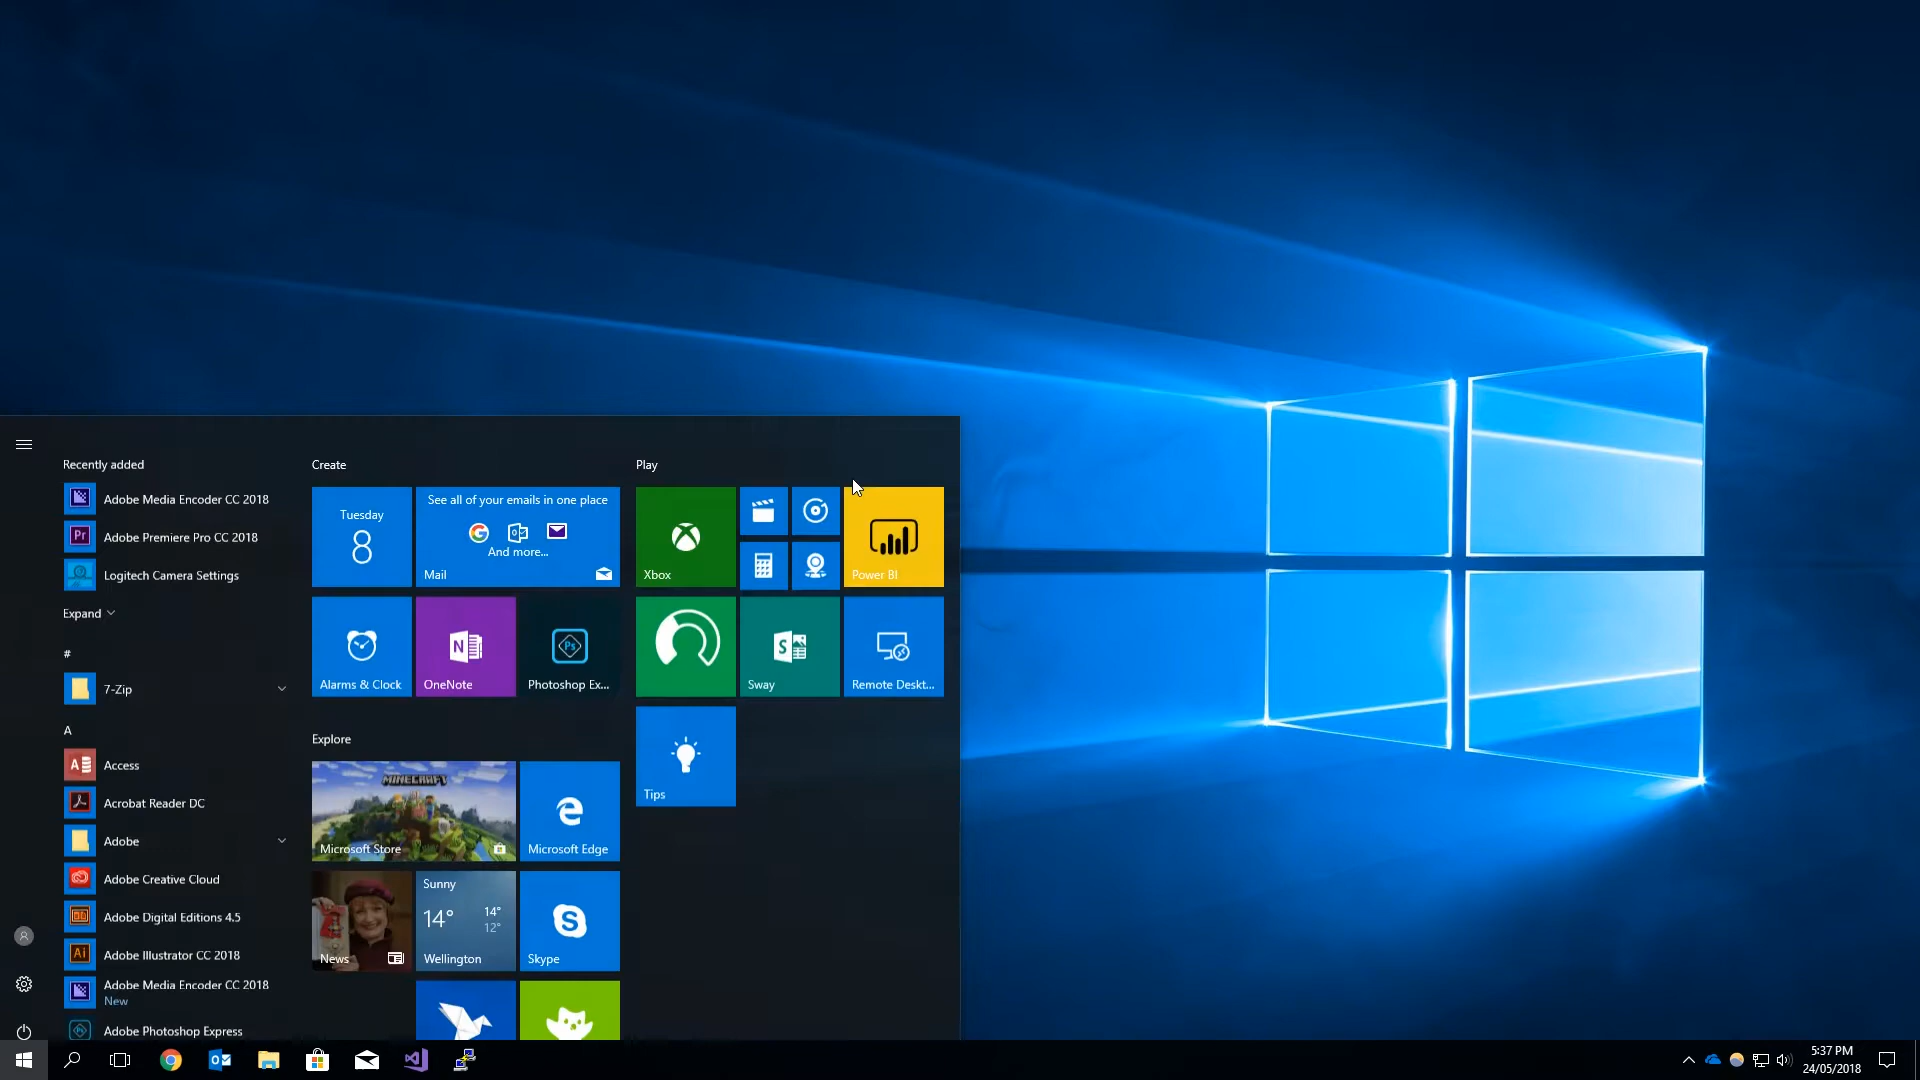 Recently added
Adobe Media Encoder CC 2018
Adobe Premiere Pro CC 2018
Logitech Camera Settings
Expand
#
7-Zip
A
Access
Acrobat Reader DC
Adobe
Adobe Creative Cloud
Adobe Digital Editions 4.5
Adobe Illustrator CC 2018
Adobe Media Encoder CC 2018
New
Adobe Photoshop Express
Create
Tuesday
8
See all of your emails in one place
And more...
Mail
Alarms & Clock
OneNote
Photoshop Ex...
Explore
MINECRAFT
Microsoft Store
Microsoft Edge
News
Sunny
14°
14°
12°
Wellington
Skype
Play
Xbox
Power BI
Sway
Remote Deskt...
Tips
5:37 PM
24/05/2018